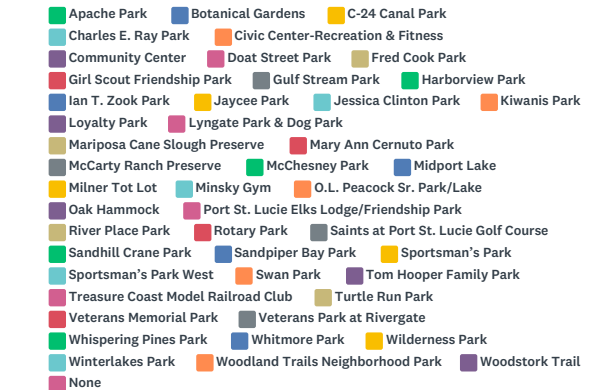 Apache Park Botanical Gardens C-24 Canal Park
Charles E. Ray Park Civic Center-Recreation & Fitness
Community Center Doat Street Park Fred Cook Park
Girl Scout Friendship Park Gulf Stream Park Harborview Park
Ian T. Zook Park Jaycee Park Jessica Clinton Park Kiwanis Park
Loyalty Park Lyngate Park & Dog Park
Mariposa Cane Slough Preserve Mary Ann Cernuto Park
McCarty Ranch Preserve McChesney Park Midport Lake
Milner Tot Lot Minsky Gym O.L. Peacock Sr. Park/Lake
Oak Hammock Port St. Lucie Elks Lodge/Friendship Park
River Place Park Rotary Park Saints at Port St. Lucie Golf Course
Sandhill Crane Park Sandpiper Bay Park Sportsman's Park
Sportsman's Park West Swan Park Tom Hooper Family Park
Treasure Coast Model Railroad Club Turtle Run Park
Veterans Memorial Park Veterans Park at Rivergate
Whispering Pines Park Whitmore Park Wilderness Park
Winterlakes Park Woodland Trails Neighborhood Park Woodstork Trail
None